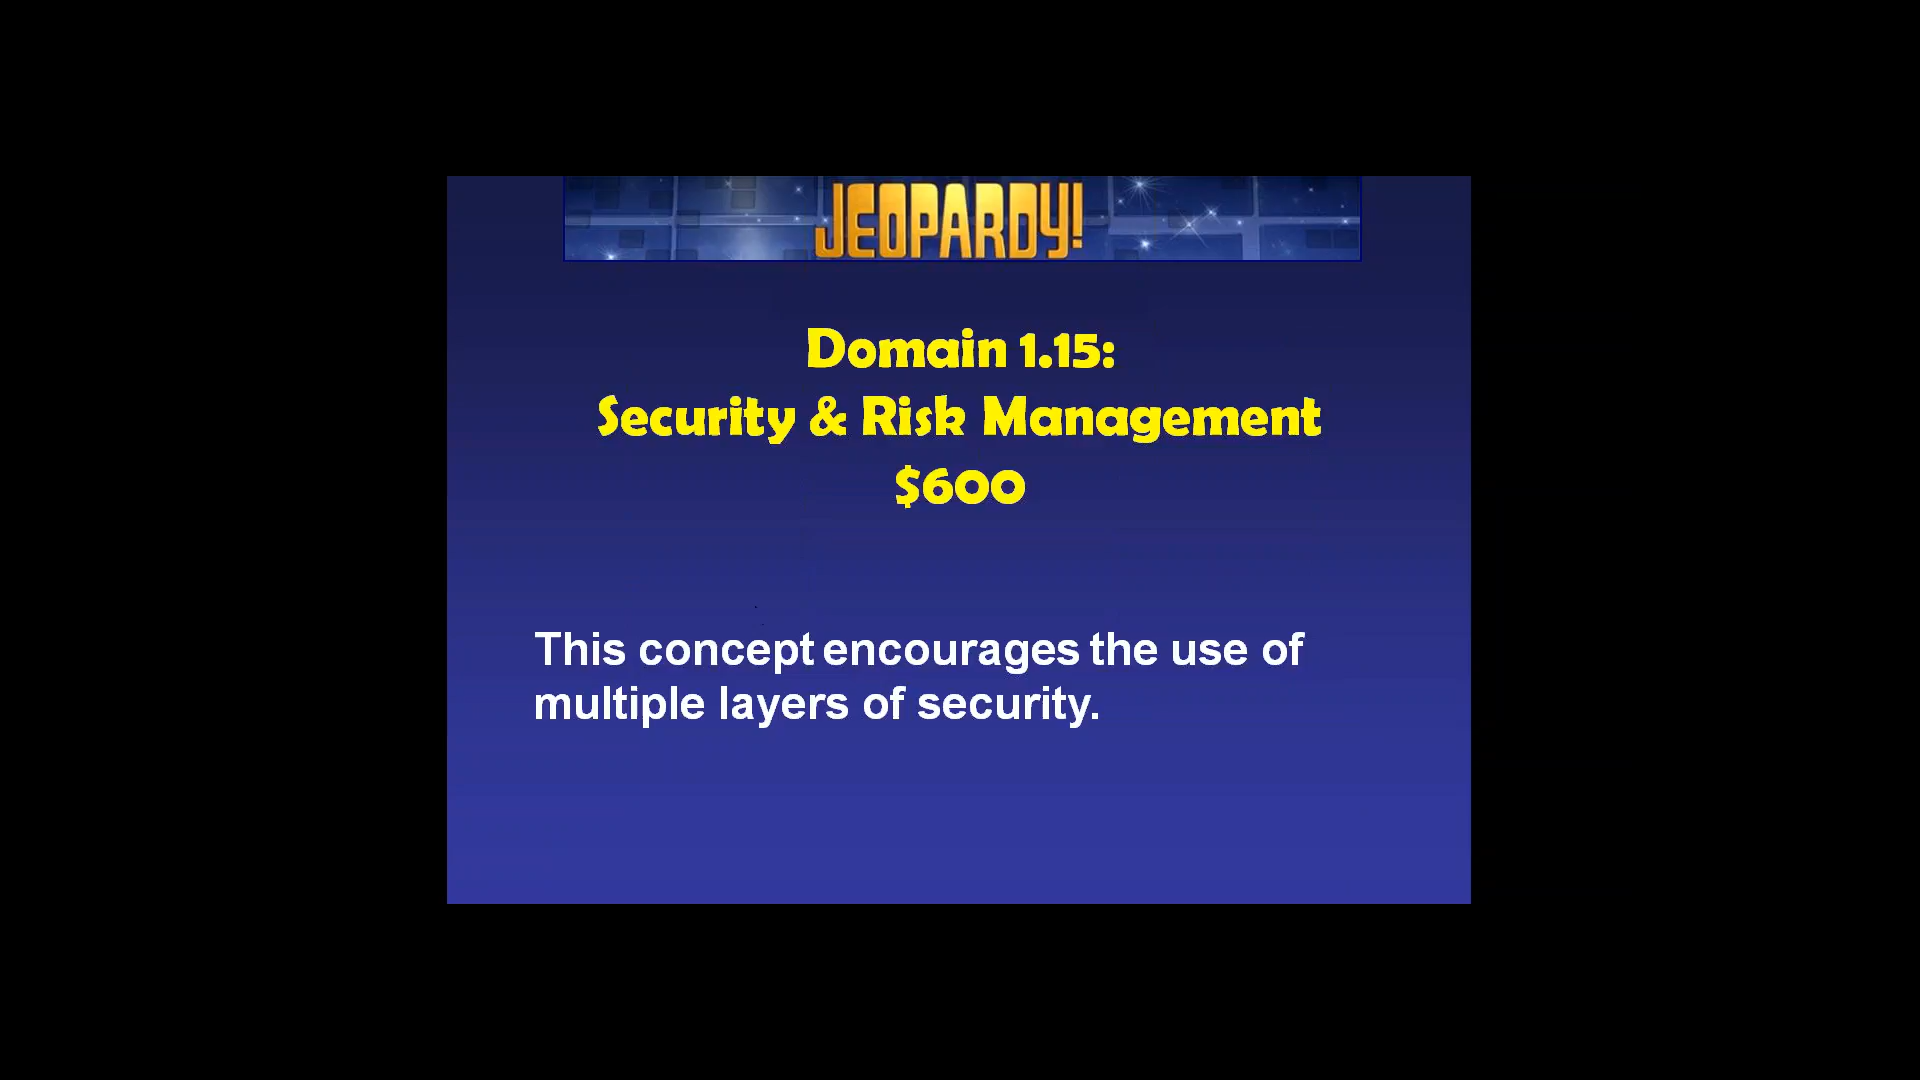 JEOPARDY!
Domain 1.15:
Security & Risk Management
$600
This concept encourages the use of
multiple layers of security.